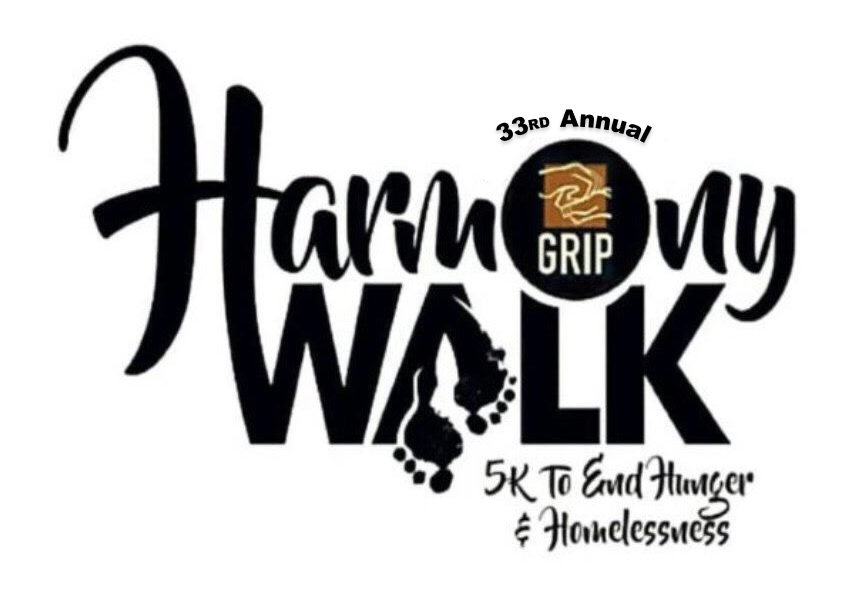 33RD Annual
Harmony
GRIP
WALK
5K To End Hunger
& Homelessness